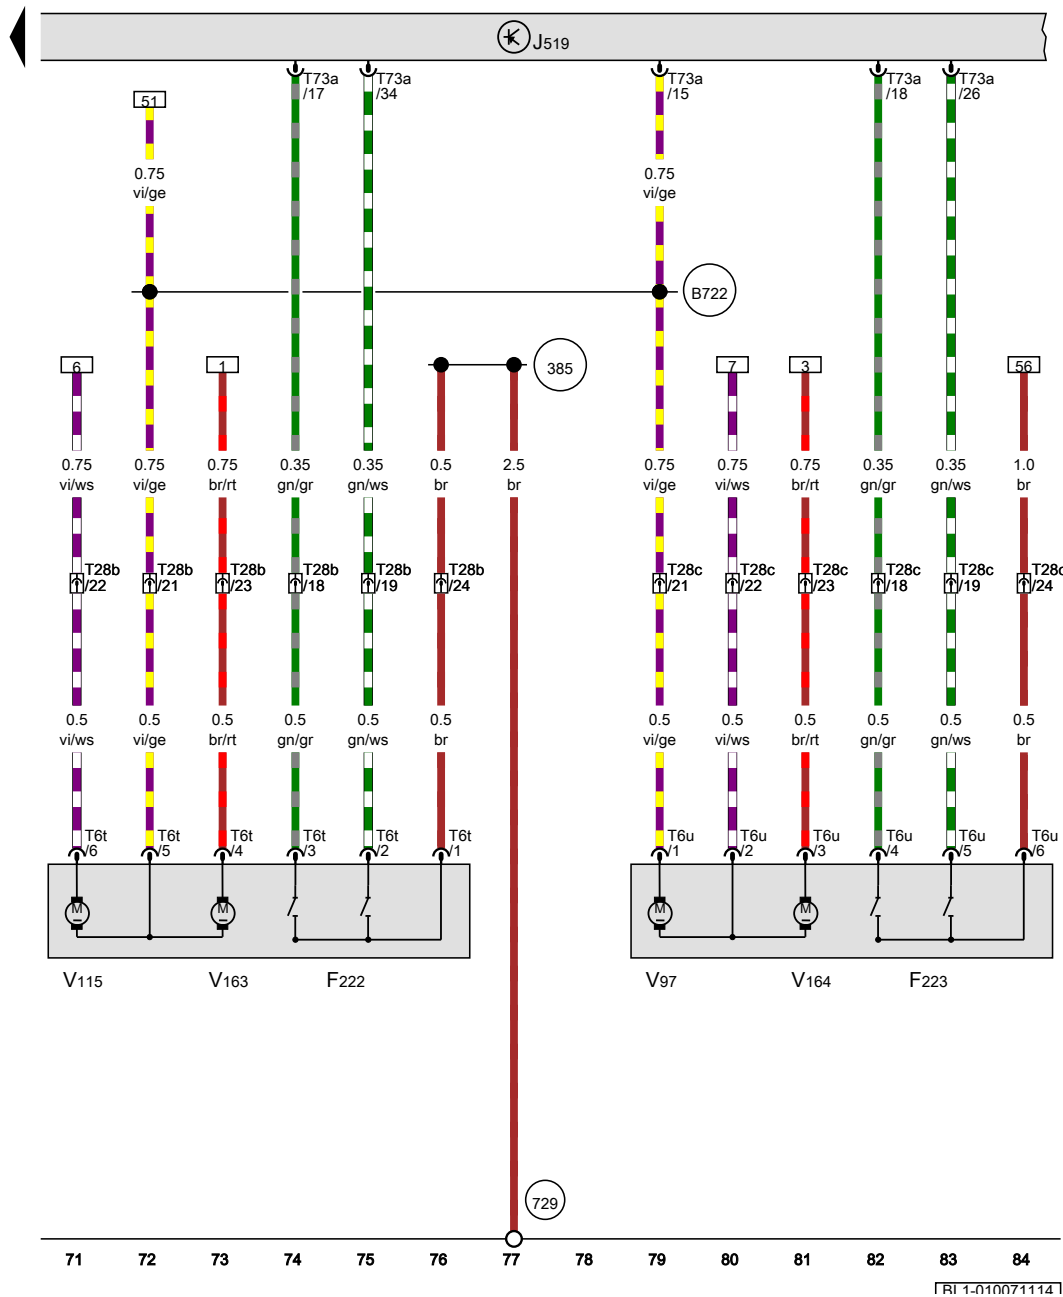 J519
T73a T73a T73a T73a T73a
/17 /34 /15 /18 /26
51
0.75 0.75
vi/ge vi/ge
B722
6 1 385 7 3 56
0.75 0.75 0.75 0.35 0.35 0.5 2.5 0.75 0.75 0.75 0.35 0.35 1.0
vi/ws vi/ge br/rt gn/gr gn/ws br br vi/ge vi/ws br/rt gn/gr gn/ws br
T28b T28b T28b T28b T28b T28b T28c T28c T28c T28c T28c T28c
/22 /21 /23 /18 /19 /24 /21 /22 /23 /18 /19 /24
0.5 0.5 0.5 0.5 0.5 0.5 0.5 0.5 0.5 0.5 0.5 0.5
vi/ws vi/ge br/rt gn/gr gn/ws br vi/ge vi/ws br/rt gn/gr gn/ws br
T6t T6t T6t T6t T6t T6t T6u T6u T6u T6u T6u T6u
/6 /5 /4 /3 /2 /1 /1 /2 /3 /4 /5 /6
M M M M
V115 V163 F222 V97 V164 F223
729
71 72 73 74 75 76 77 78 79 80 81 82 83 84
BL1-010071114